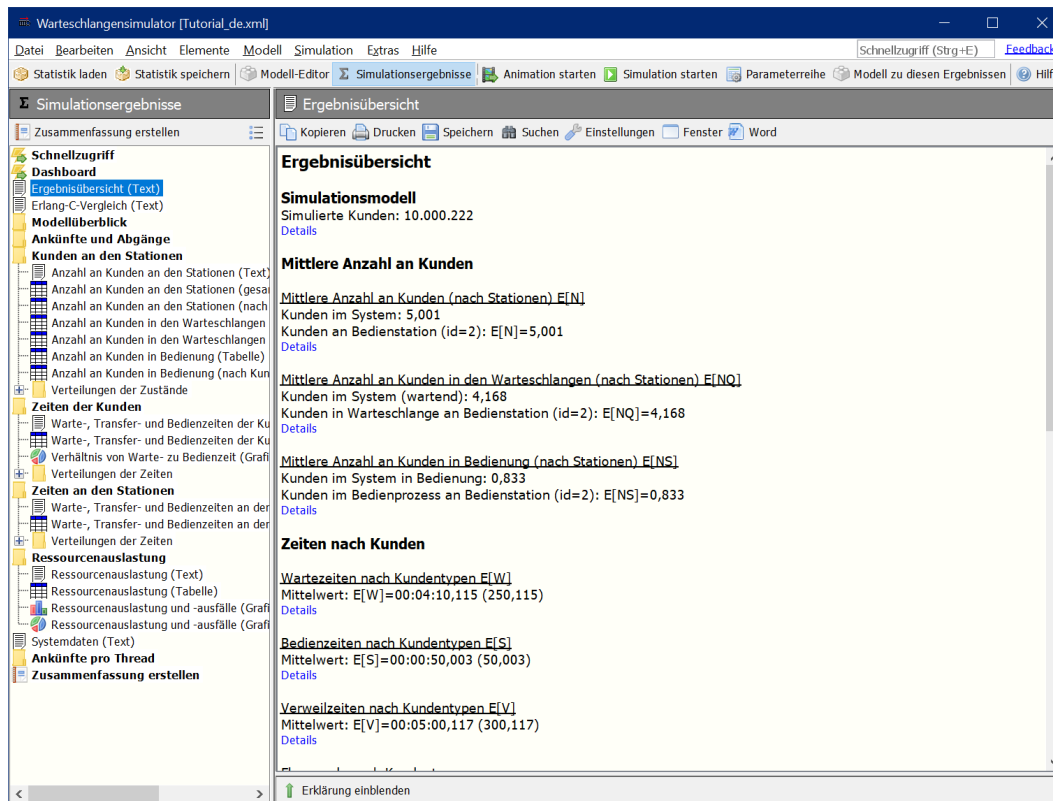 Warteschlangensimulator [Tutorial_de.xml]
Datei Bearbeiten Ansicht Elemente Modell Simulation Extras Hilfe Schnellzugriff (Strg+E) Feedback
Statistik laden Statistik speichern Modell-Editor Σ Simulationsergebnisse Animation starten Simulation starten Parameterreihe Modell zu diesen Ergebnissen Hilf
Σ Simulationsergebnisse
Zusammenfassung erstellen
Schnellzugriff
Dashboard
Ergebnisübersicht (Text)
Erlang-C-Vergleich (Text)
Modellüberblick
Ankünfte und Abgänge
Kunden an den Stationen
Anzahl an Kunden an den Stationen (Text)
Anzahl an Kunden an den Stationen (gesa
Anzahl an Kunden an den Stationen (nach
Anzahl an Kunden in den Warteschlangen
Anzahl an Kunden in den Warteschlangen
Anzahl an Kunden in Bedienung (Tabelle)
Anzahl an Kunden in Bedienung (nach Kun
Verteilungen der Zustände
Zeiten der Kunden
Warte-, Transfer- und Bedienzeiten der Ku
Warte-, Transfer- und Bedienzeiten der Ku
Verhältnis von Warte- zu Bedienzeit (Grafi
Verteilungen der Zeiten
Zeiten an den Stationen
Warte-, Transfer- und Bedienzeiten an der
Warte-, Transfer- und Bedienzeiten an der
Verteilungen der Zeiten
Ressourcenauslastung
Ressourcenauslastung (Text)
Ressourcenauslastung (Tabelle)
Ressourcenauslastung und -ausfälle (Grafi
Ressourcenauslastung und -ausfälle (Grafi
Systemdaten (Text)
Ankünfte pro Thread
Zusammenfassung erstellen
Ergebnisübersicht
Kopieren Drucken Speichern Suchen Einstellungen Fenster Word
Ergebnisübersicht
Simulationsmodell
Simulierte Kunden: 10.000.222
Details
Mittlere Anzahl an Kunden
Mittlere Anzahl an Kunden (nach Stationen) E[N]
Kunden im System: 5,001
Kunden an Bedienstation (id=2): E[N]=5,001
Details
Mittlere Anzahl an Kunden in den Warteschlangen (nach Stationen) E[NQ]
Kunden im System (wartend): 4,168
Kunden in Warteschlange an Bedienstation (id=2): E[NQ]=4,168
Details
Mittlere Anzahl an Kunden in Bedienung (nach Stationen) E[NS]
Kunden im System in Bedienung: 0,833
Kunden im Bedienprozess an Bedienstation (id=2): E[NS]=0,833
Details
Zeiten nach Kunden
Wartezeiten nach Kundentypen E[W]
Mittelwert: E[W]=00:04:10,115 (250,115)
Details
Bedienzeiten nach Kundentypen E[S]
Mittelwert: E[S]=00:00:50,003 (50,003)
Details
Verweilzeiten nach Kundentypen E[V]
Mittelwert: E[V]=00:05:00,117 (300,117)
Details
Erklärung einblenden